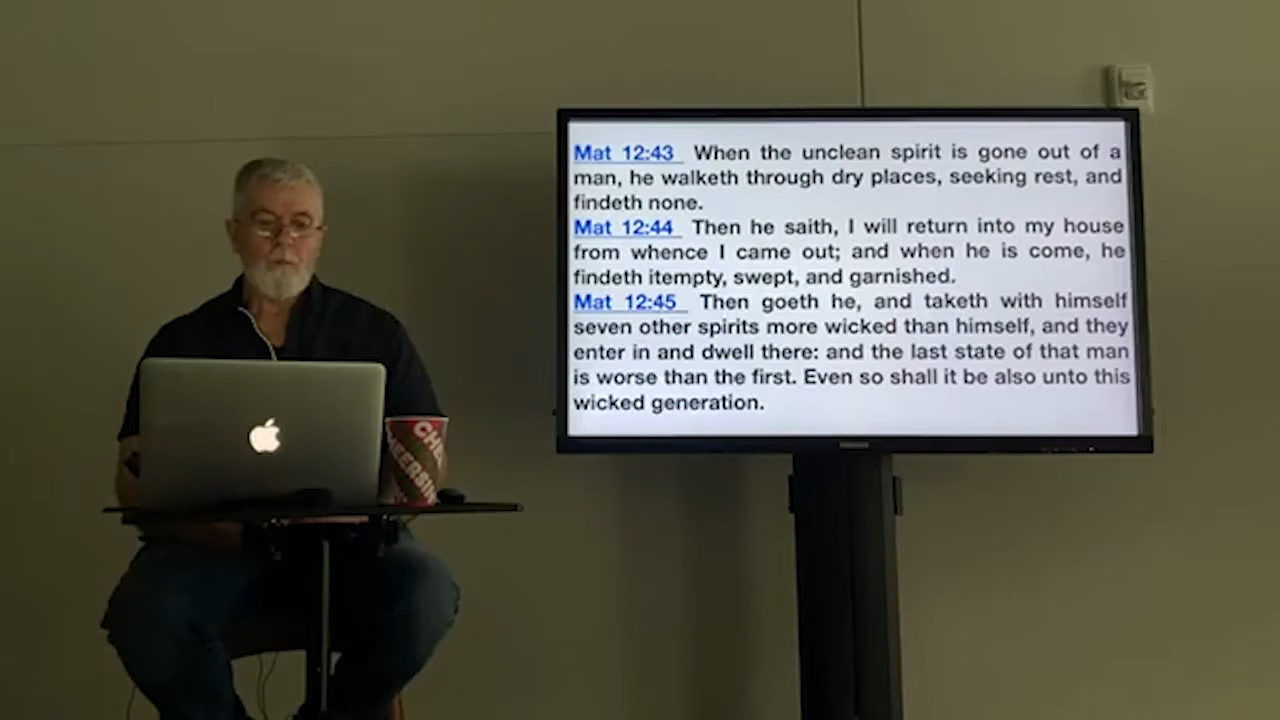 Mat 12:43 When the unclean spirit is gone out of a
man, he walketh through dry places, seeking rest, and
findeth none.
Mat 12:44 Then he saith, I will return into my house
from whence I came out; and when he is come, he
findeth itempty, swept, and garnished.
Mat 12:45 Then goeth he, and taketh with himself
seven other spirits more wicked than himself, and they
enter in and dwell there: and the last state of that man
is worse than the first. Even so shall it be also unto this
wicked generation.